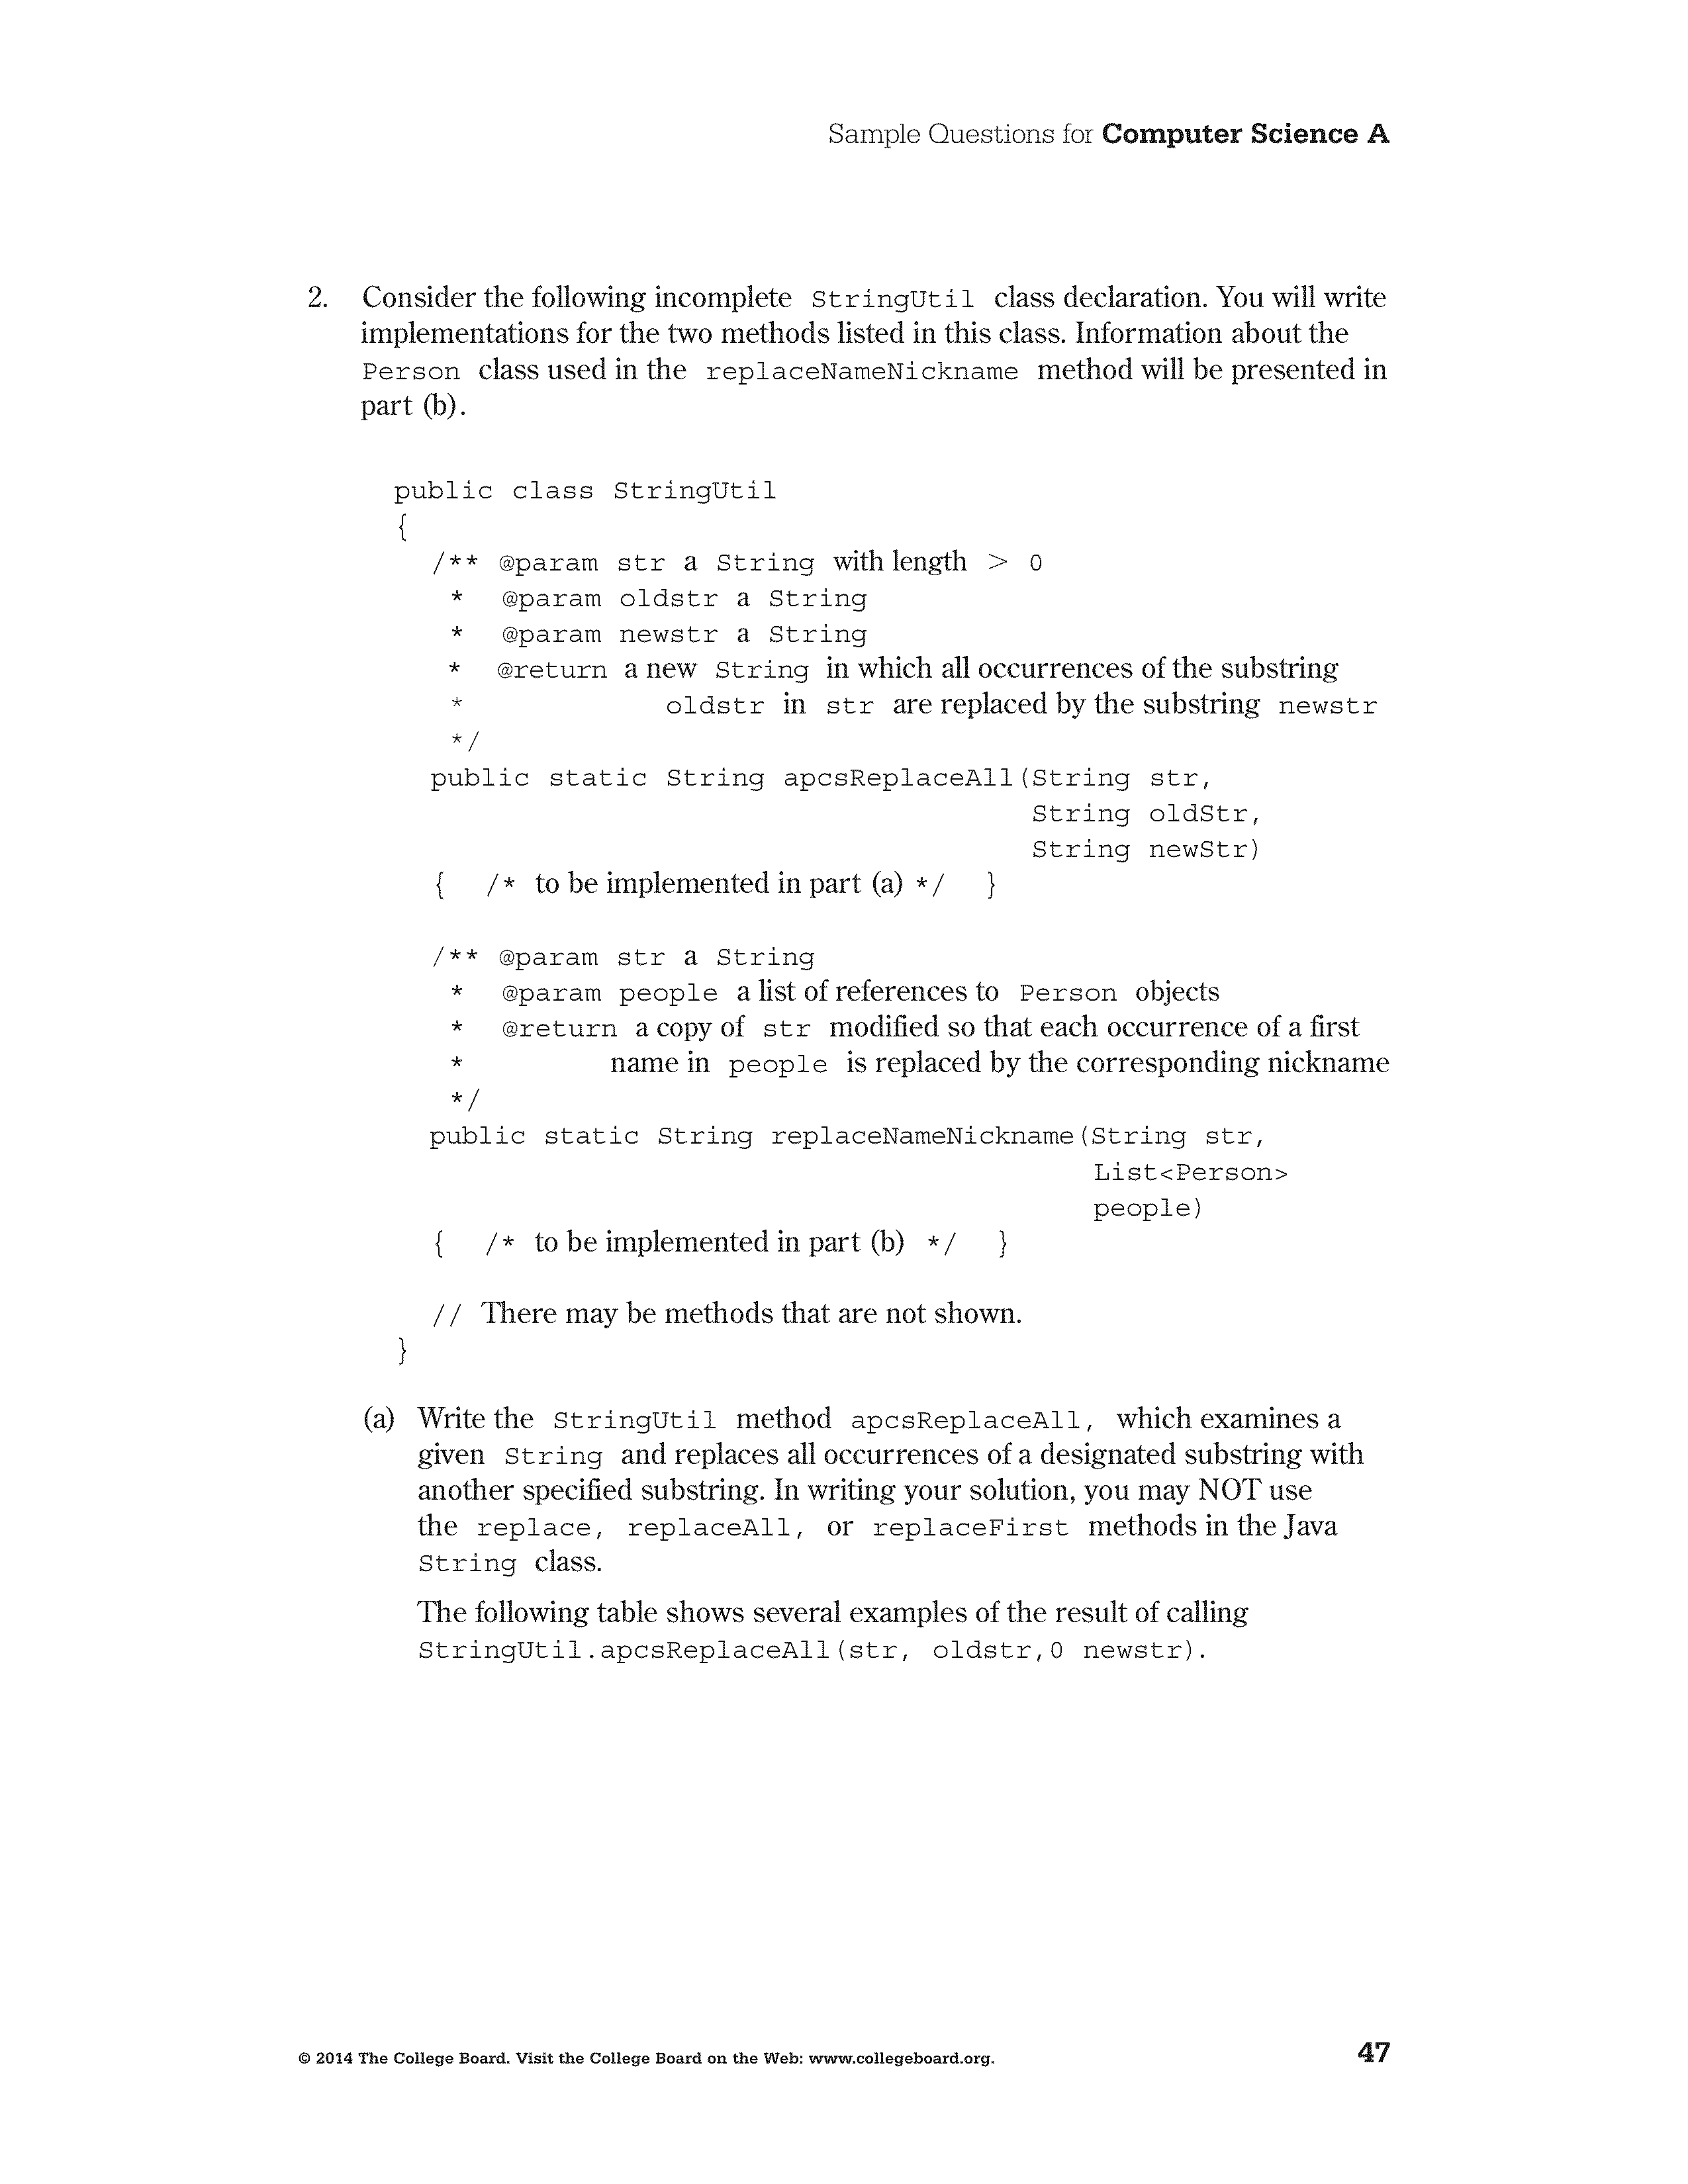 Sample Questions for Computer Science A
2. Consider the following incomplete StringUtil class declaration. You will write
implementations for the two methods listed in this class. Information about the
Person class used in the replaceNameNickname method will be presented in
part (b).
public class StringUtil
{
/** @param str a String with length > 0
* @param oldstr a String
* @param newstr a String
* @return a new String in which all occurrences of the substring
* oldstr in str are replaced by the substring newstr
*/
public static String apcsReplaceAll(String str,
String oldStr,
String newStr)
{ /* to be implemented in part (a) */ }
/** @param str a String
* @param people a list of references to Person objects
* @return a copy of str modified so that each occurrence of a first
* name in people is replaced by the corresponding nickname
*/
public static String replaceNameNickname(String str,
List<Person>
people)
{ /* to be implemented in part (b) */ }
// There may be methods that are not shown.
}
(a) Write the StringUtil method apcsReplaceAll, which examines a
given String and replaces all occurrences of a designated substring with
another specified substring. In writing your solution, you may NOT use
the replace, replaceAll, or replaceFirst methods in the Java
String class.
The following table shows several examples of the result of calling
StringUtil.apcsReplaceAll(str, oldstr,0 newstr).
© 2014 The College Board. Visit the College Board on the Web: www.collegeboard.org.
47